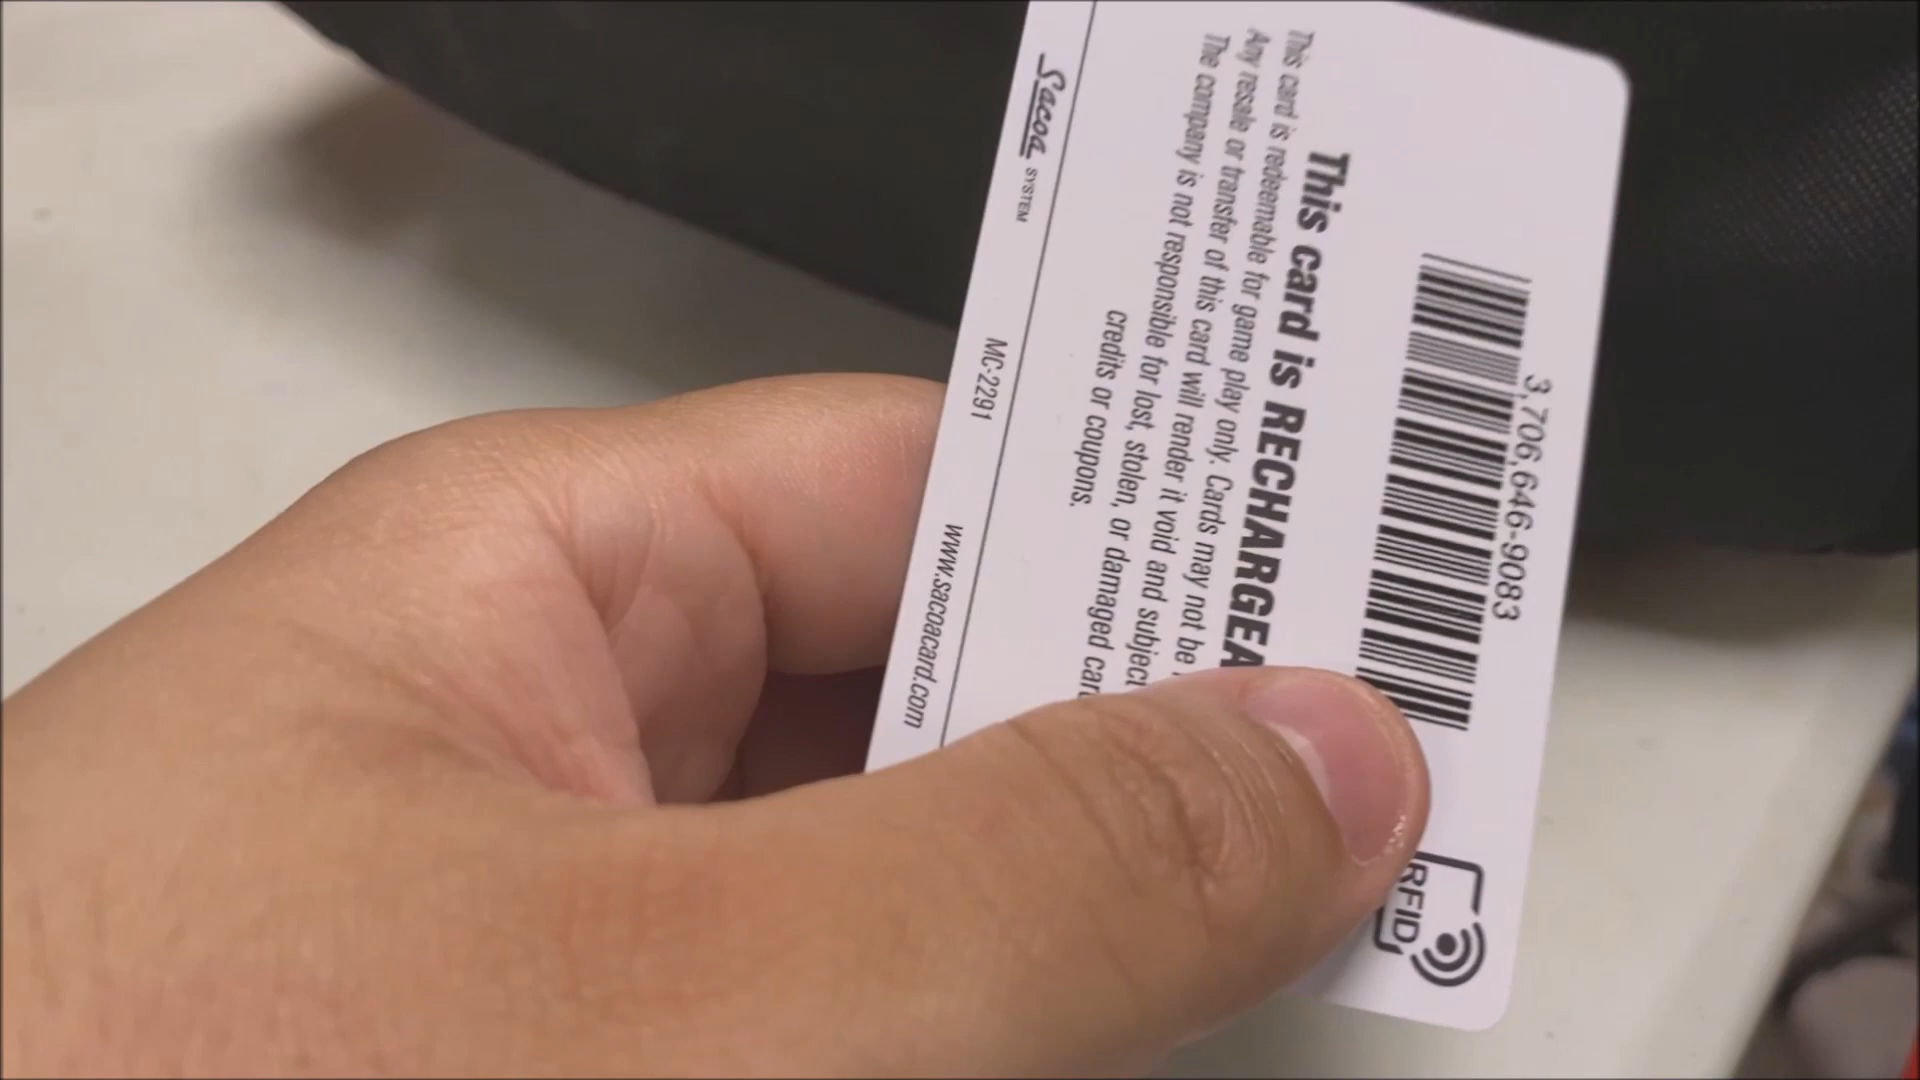 3,706,646-9083
RFID
This card is RECHARGEA
This card is redeemable for game play only. Cards may not be
Any resale or transfer of this card will render it void and subject
The company is not responsible for lost, stolen, or damaged card
credits or coupons.
Sacoa SYSTEM MC-2291 www.sacoacard.com